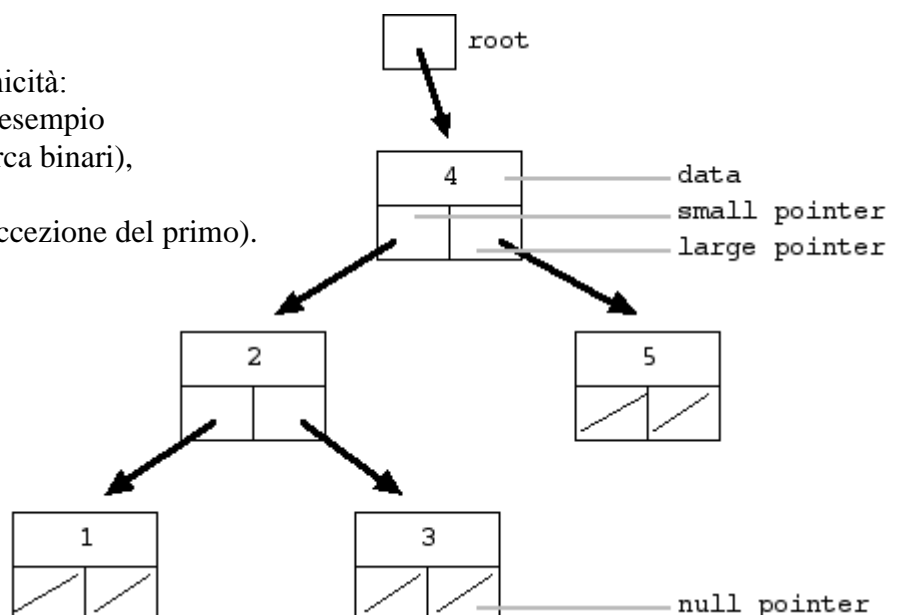 root
nicità:
esempio
rca binari),
ccezione del primo).
4
data
small pointer
large pointer
2
5
1
3
null pointer